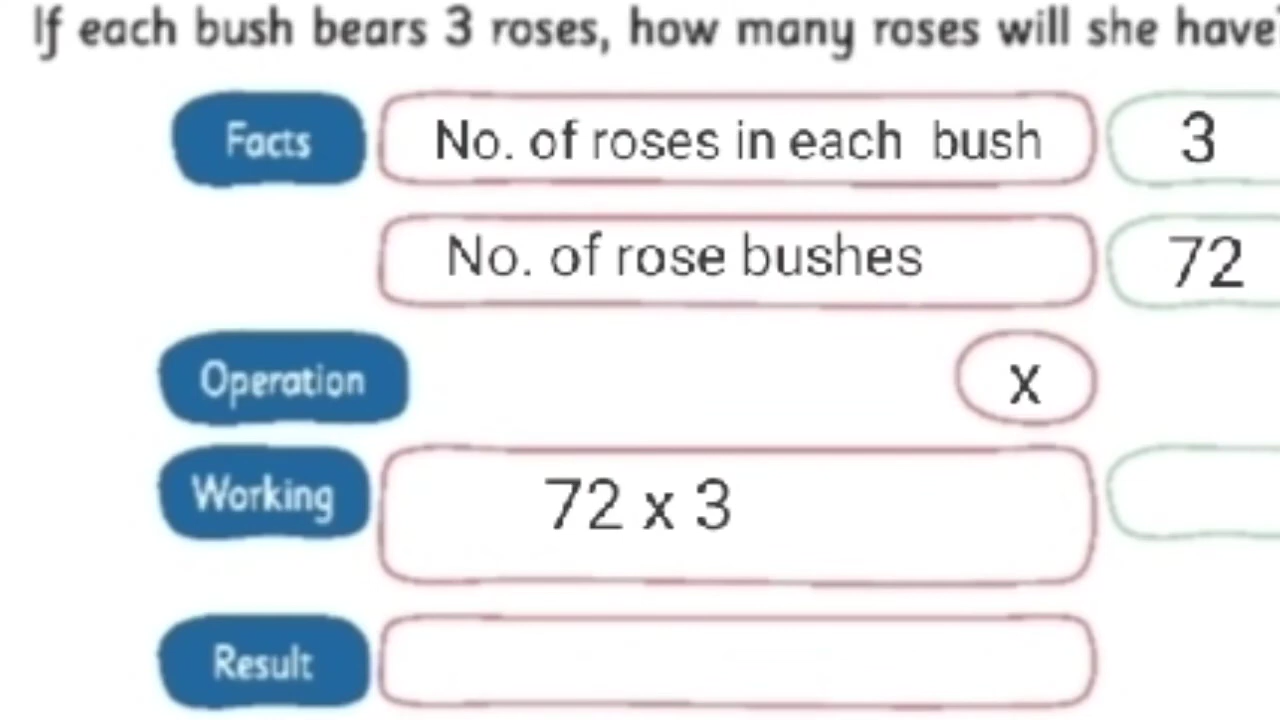 If each bush bears 3 roses, how many roses will she have?
Facts No. of roses in each bush 3
No. of rose bushes 72
Operation x
Working 72 x 3
Result